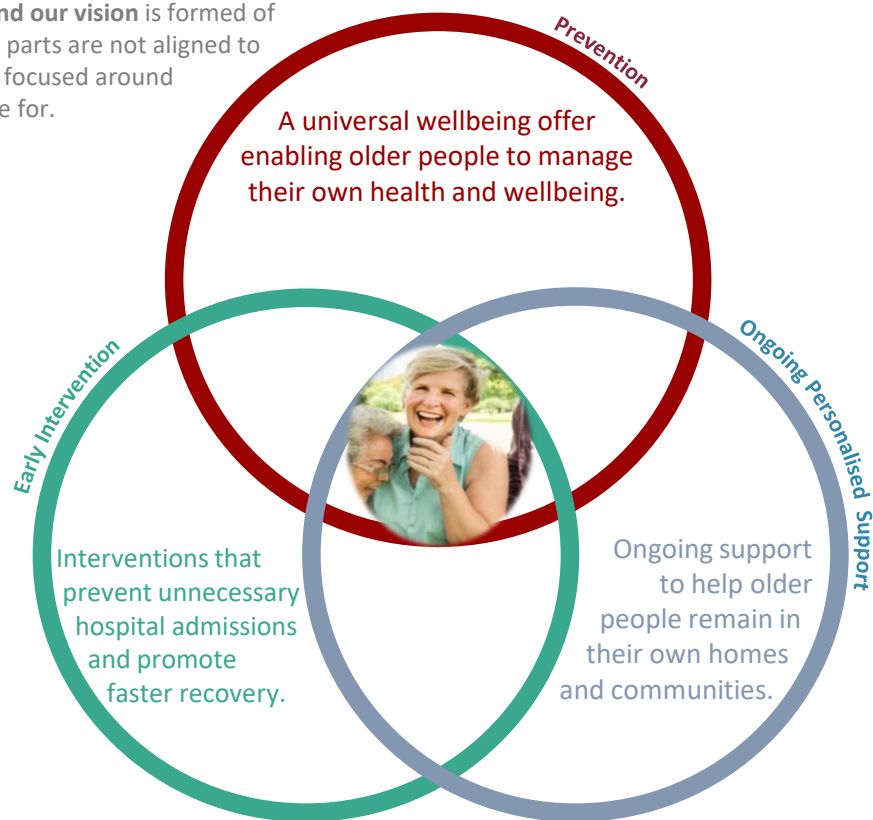 nd our vision is formed of
parts are not aligned to
focused around
e for.
Prevention
A universal wellbeing offer
enabling older people to manage
their own health and wellbeing.
Early Intervention
Ongoing Personalised Support
Interventions that
prevent unnecessary
hospital admissions
and promote
faster recovery.
Ongoing support
to help older
people remain in
their own homes
and communities.